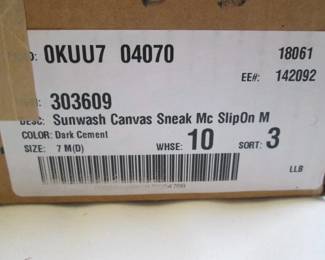 0KUU7 04070 18061
EE#: 142092
303609
DESC: Sunwash Canvas Sneak Mc SlipOn M
COLOR: Dark Cement
SIZE: 7 M(D) WHSE: 10 SORT: 3
LLB